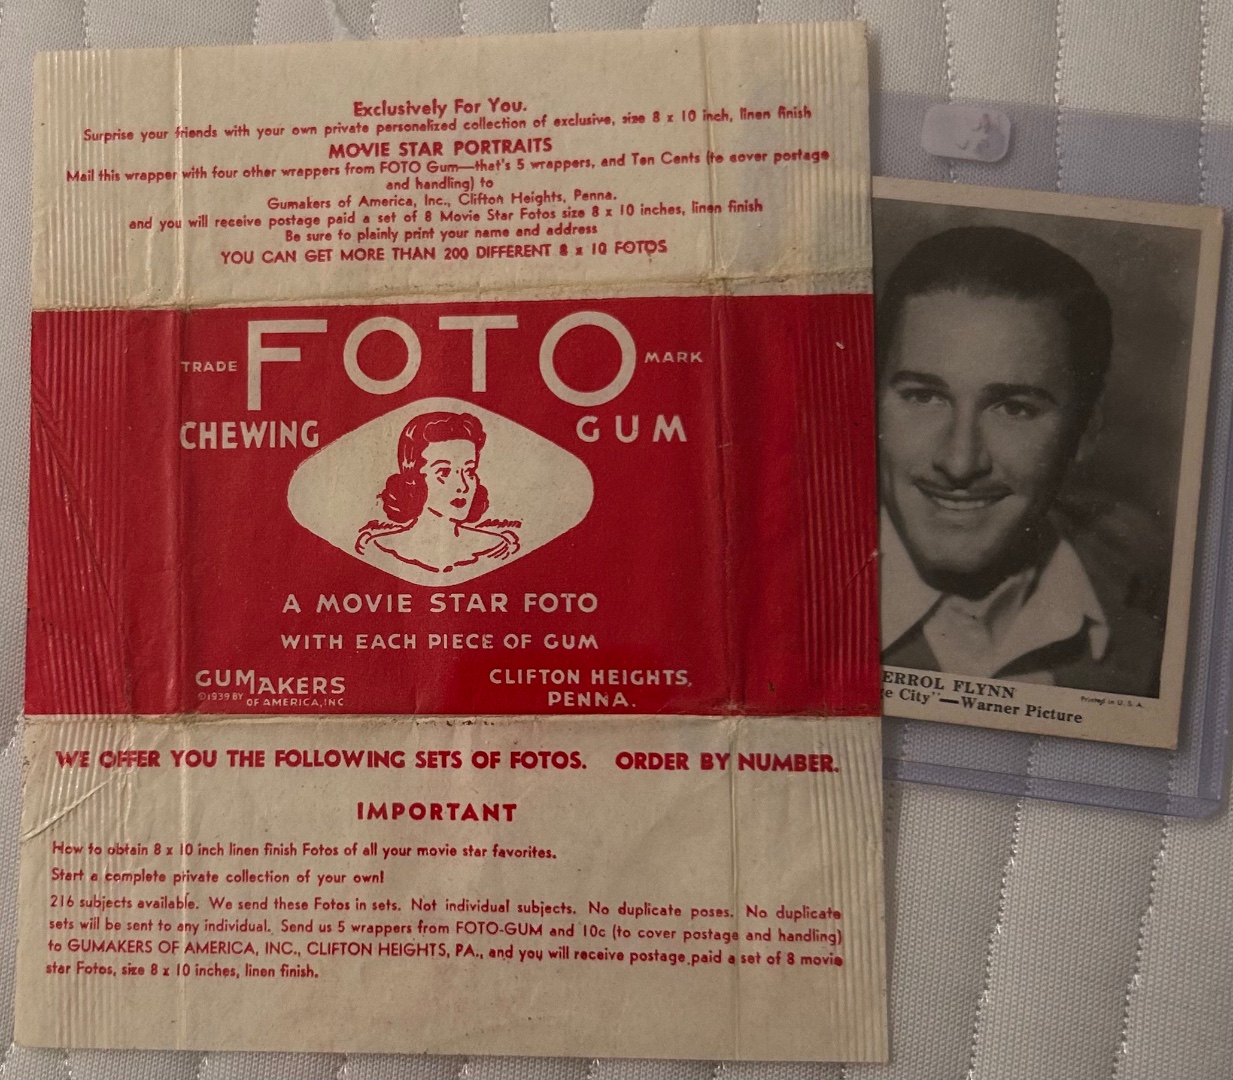 Exclusively For You.
Surprise your friends with your own private personalized collection of exclusive, size 8 x 10 inch, linen finish
MOVIE STAR PORTRAITS
Mail this wrapper with four other wrappers from FOTO Gum—that's 5 wrappers, and Ten Cents (to cover postage
and handling) to
Gumakers of America, Inc., Clifton Heights, Penna.
and you will receive postage paid a set of 8 Movie Star Fotos size 8 x 10 inches, linen finish
Be sure to plainly print your name and address
YOU CAN GET MORE THAN 200 DIFFERENT 8 x 10 FOTOS
TRADE FOTO MARK
CHEWING GUM
A MOVIE STAR FOTO
WITH EACH PIECE OF GUM
GUMAKERS
©1939 BY OF AMERICA, INC.
CLIFTON HEIGHTS,
PENNA.
WE OFFER YOU THE FOLLOWING SETS OF FOTOS. ORDER BY NUMBER.
IMPORTANT
How to obtain 8 x 10 inch linen finish Fotos of all your movie star favorites.
Start a complete private collection of your own!
216 subjects available. We send these Fotos in sets. Not individual subjects. No duplicate poses. No duplicate
sets will be sent to any individual. Send us 5 wrappers from FOTO-GUM and 10c (to cover postage and handling)
to GUMAKERS OF AMERICA, INC., CLIFTON HEIGHTS, PA., and you will receive postage paid a set of 8 movie
star Fotos, size 8 x 10 inches, linen finish.
ERROL FLYNN
e City"—Warner Picture
Printed in U. S. A.